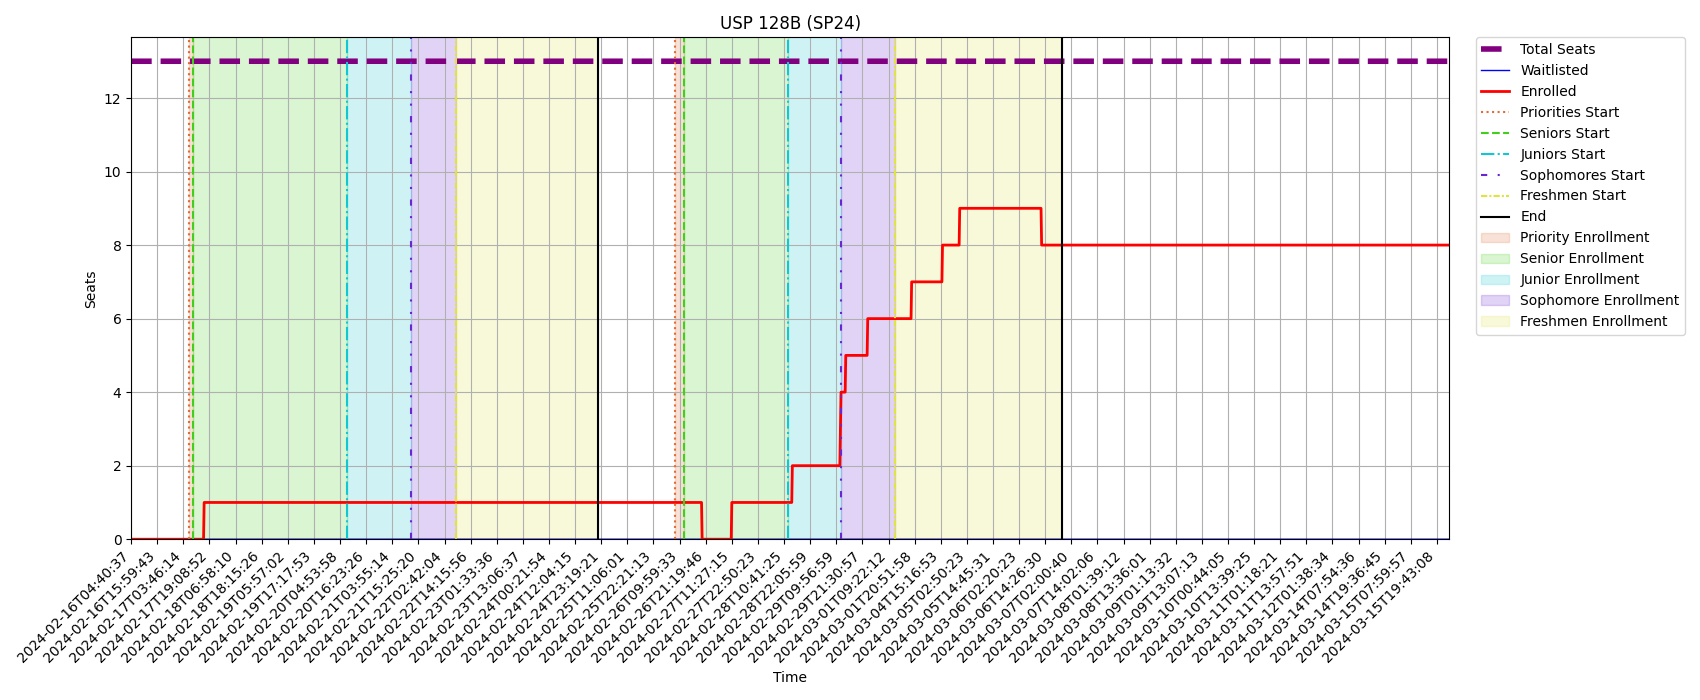 USP 128B (SP24)
Seats
12
10
8
6
4
2
0
2024-02-16T04:40:37
2024-02-16T15:59:43
2024-02-17T03:46:14
2024-02-17T19:08:52
2024-02-18T06:58:10
2024-02-18T18:15:26
2024-02-19T05:57:02
2024-02-19T17:17:53
2024-02-20T04:53:58
2024-02-20T16:23:26
2024-02-21T03:55:14
2024-02-21T15:25:20
2024-02-22T02:42:04
2024-02-22T14:15:56
2024-02-23T01:33:36
2024-02-23T13:06:37
2024-02-24T00:21:54
2024-02-24T12:04:15
2024-02-24T23:19:21
2024-02-25T11:06:01
2024-02-25T22:21:13
2024-02-26T09:59:33
2024-02-26T21:19:46
2024-02-27T11:27:15
2024-02-27T22:50:23
2024-02-28T10:41:25
2024-02-28T22:05:59
2024-02-29T09:56:59
2024-02-29T21:30:57
2024-03-01T09:22:12
2024-03-01T20:51:58
2024-03-04T15:16:53
2024-03-05T02:50:23
2024-03-05T14:45:31
2024-03-06T02:20:23
2024-03-06T14:26:30
2024-03-07T02:00:40
2024-03-07T14:02:06
2024-03-08T01:39:12
2024-03-08T13:36:01
2024-03-09T01:13:32
2024-03-09T13:07:13
2024-03-10T00:44:05
2024-03-10T13:39:25
2024-03-11T01:18:21
2024-03-11T13:57:51
2024-03-12T01:38:34
2024-03-14T07:54:36
2024-03-14T19:36:45
2024-03-15T07:59:57
2024-03-15T19:43:08
Time
Total Seats
Waitlisted
Enrolled
Priorities Start
Seniors Start
Juniors Start
Sophomores Start
Freshmen Start
End
Priority Enrollment
Senior Enrollment
Junior Enrollment
Sophomore Enrollment
Freshmen Enrollment